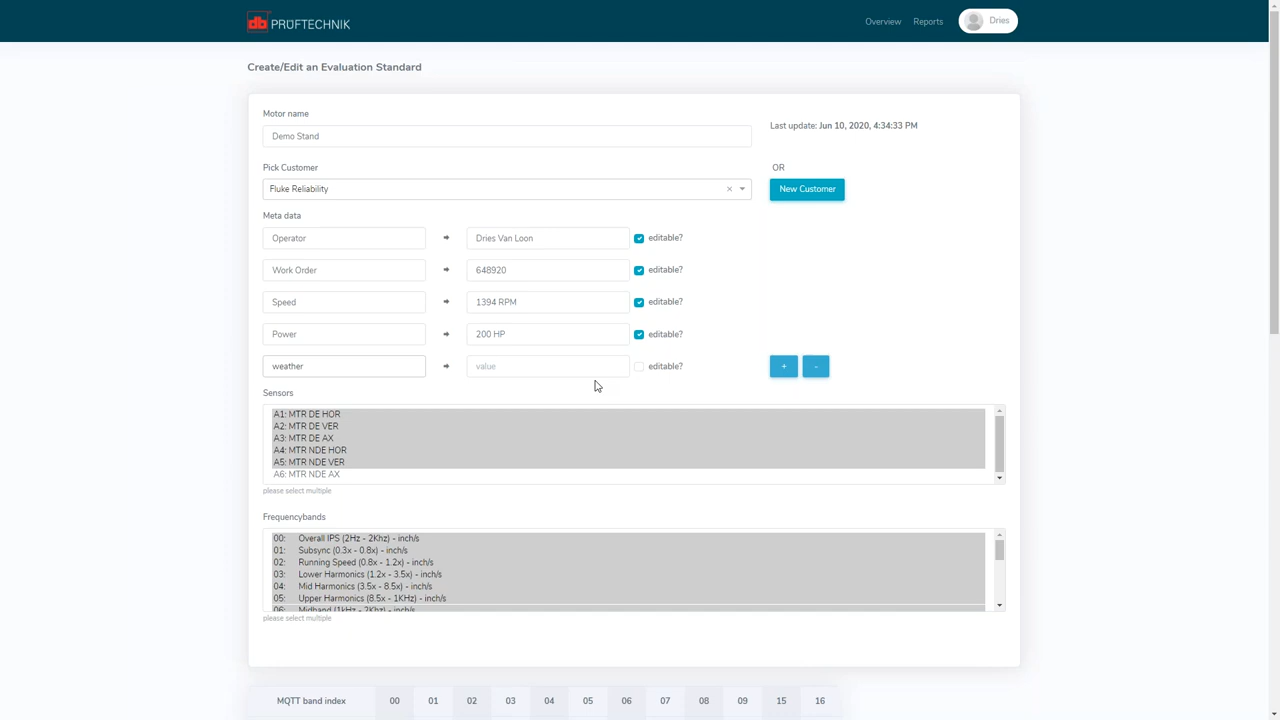 db PRÜFTECHNIK
Overview Reports Dries
Create/Edit an Evaluation Standard
Motor name
Demo Stand
Last update: Jun 10, 2020, 4:34:33 PM
Pick Customer
OR
Fluke Reliability ×
New Customer
Meta data
Operator → Dries Van Loon editable?
Work Order → 648920 editable?
Speed → 1394 RPM editable?
Power → 200 HP editable?
weather → value editable? + -
Sensors
A1: MTR DE HOR
A2: MTR DE VER
A3: MTR DE AX
A4: MTR NDE HOR
A5: MTR NDE VER
A6: MTR NDE AX
please select multiple
Frequencybands
00: Overall IPS (2Hz - 2Khz) - inch/s
01: Subsync (0.3x - 0.8x) - inch/s
02: Running Speed (0.8x - 1.2x) - inch/s
03: Lower Harmonics (1.2x - 3.5x) - inch/s
04: Mid Harmonics (3.5x - 8.5x) - inch/s
05: Upper Harmonics (8.5x - 1KHz) - inch/s
06: Midband (1kHz - 2Khz) - inch/s
please select multiple
MQTT band index 00 01 02 03 04 05 06 07 08 09 15 16